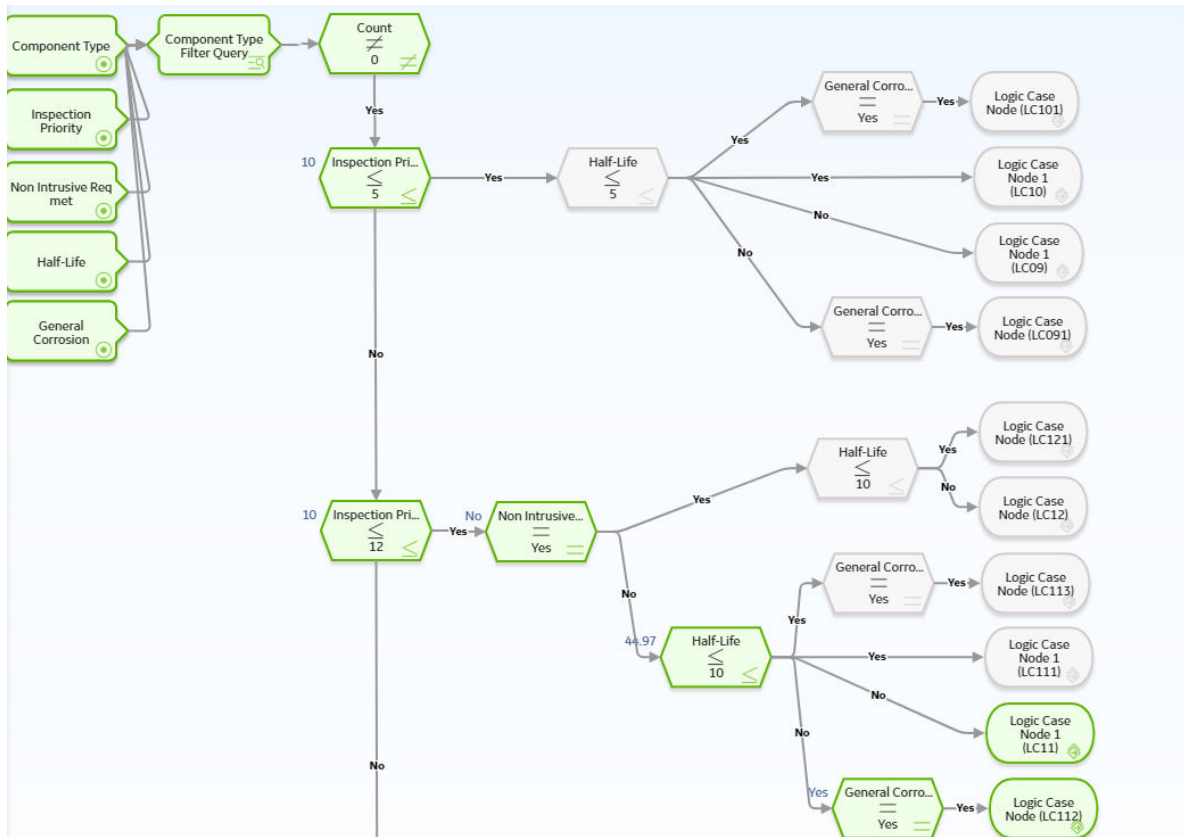 Component Type
Component Type
Filter Query
Count
≠
0
Yes
Inspection
Priority
Non Intrusive Req
met
Half-Life
General
Corrosion
10
Inspection Pri...
≤
5
Yes
Half-Life
≤
5
Yes
General Corro...
=
Yes
Yes
Logic Case
Node (LC101)
Yes
Logic Case
Node 1
(LC10)
No
Logic Case
Node 1
(LC09)
No
General Corro...
=
Yes
Yes
Logic Case
Node (LC091)
No
10
Inspection Pri...
≤
12
Yes
No
Non Intrusive...
=
Yes
Yes
Half-Life
≤
10
Yes
Logic Case
Node (LC121)
No
Logic Case
Node (LC12)
No
44.97
Half-Life
≤
10
Yes
General Corro...
=
Yes
Yes
Logic Case
Node (LC113)
Yes
Logic Case
Node 1
(LC111)
No
Logic Case
Node 1
(LC11)
No
Yes
General Corro...
=
Yes
Yes
Logic Case
Node (LC112)
No